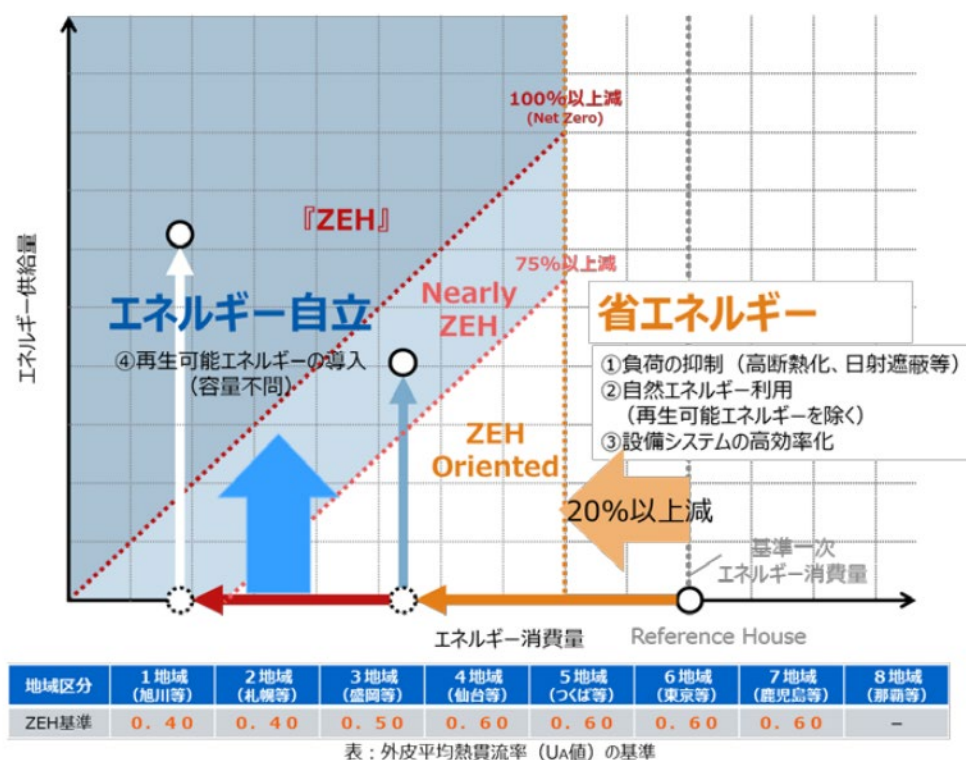 100%以上減
(Net Zero)
『ZEH』
75%以上減
エネルギー供給量
エネルギー自立
Nearly
ZEH
省エネルギー
④再生可能エネルギーの導入
(容量不問)
①負荷の抑制（高断熱化、日射遮蔽等）
②自然エネルギー利用
（再生可能エネルギーを除く）
③設備システムの高効率化
ZEH
Oriented
20%以上減
基準一次
エネルギー消費量
エネルギー消費量
Reference House
地域区分 1地域 (旭川等) 2地域 (札幌等) 3地域 (盛岡等) 4地域 (仙台等) 5地域 (つくば等) 6地域 (東京等) 7地域 (鹿児島等) 8地域 (那覇等)
ZEH基準 0．40 0．40 0．50 0．60 0．60 0．60 0．60 －
表：外皮平均熱貫流率（UA値）の基準